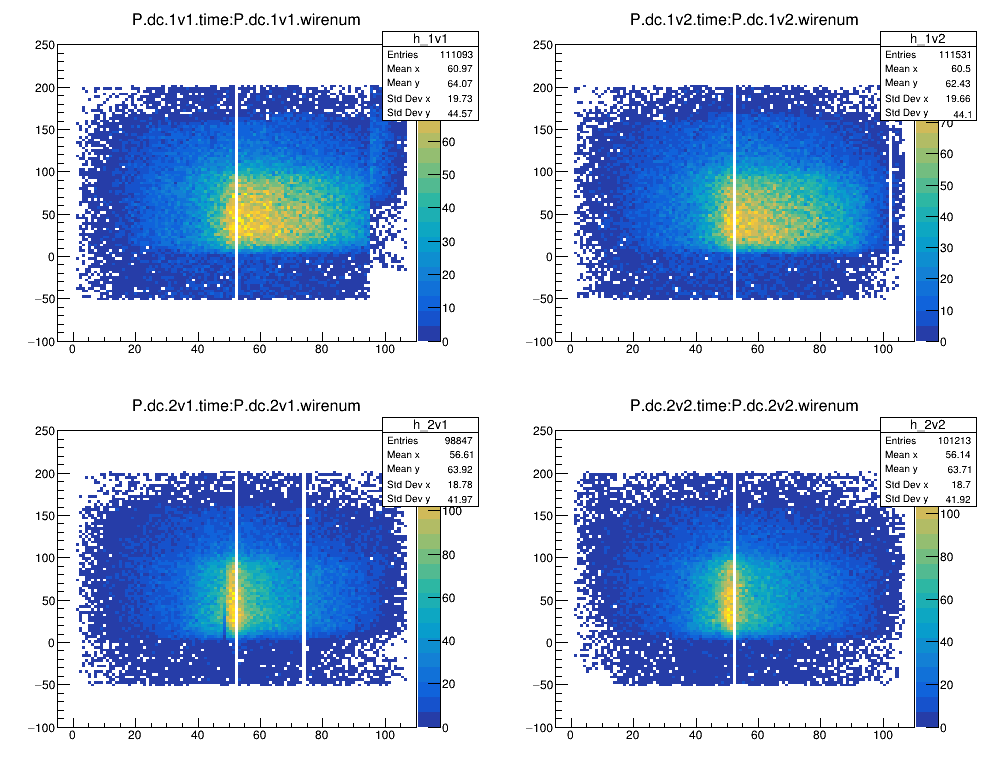 P.dc.1v1.time:P.dc.1v1.wirenum
h_1v1
Entries 111093
Mean x 60.97
Mean y 64.07
Std Dev x 19.73
Std Dev y 44.57
250
200
150
100
50
0
−50
−100
0 20 40 60 80 100
60
50
40
30
20
10
0
P.dc.1v2.time:P.dc.1v2.wirenum
h_1v2
Entries 111531
Mean x 60.5
Mean y 62.43
Std Dev x 19.66
Std Dev y 44.1
250
200
150
100
50
0
−50
−100
0 20 40 60 80 100
70
60
50
40
30
20
10
0
P.dc.2v1.time:P.dc.2v1.wirenum
h_2v1
Entries 98847
Mean x 56.61
Mean y 63.92
Std Dev x 18.78
Std Dev y 41.97
250
200
150
100
50
0
−50
−100
0 20 40 60 80 100
100
80
60
40
20
0
P.dc.2v2.time:P.dc.2v2.wirenum
h_2v2
Entries 101213
Mean x 56.14
Mean y 63.71
Std Dev x 18.7
Std Dev y 41.92
250
200
150
100
50
0
−50
−100
0 20 40 60 80 100
100
80
60
40
20
0